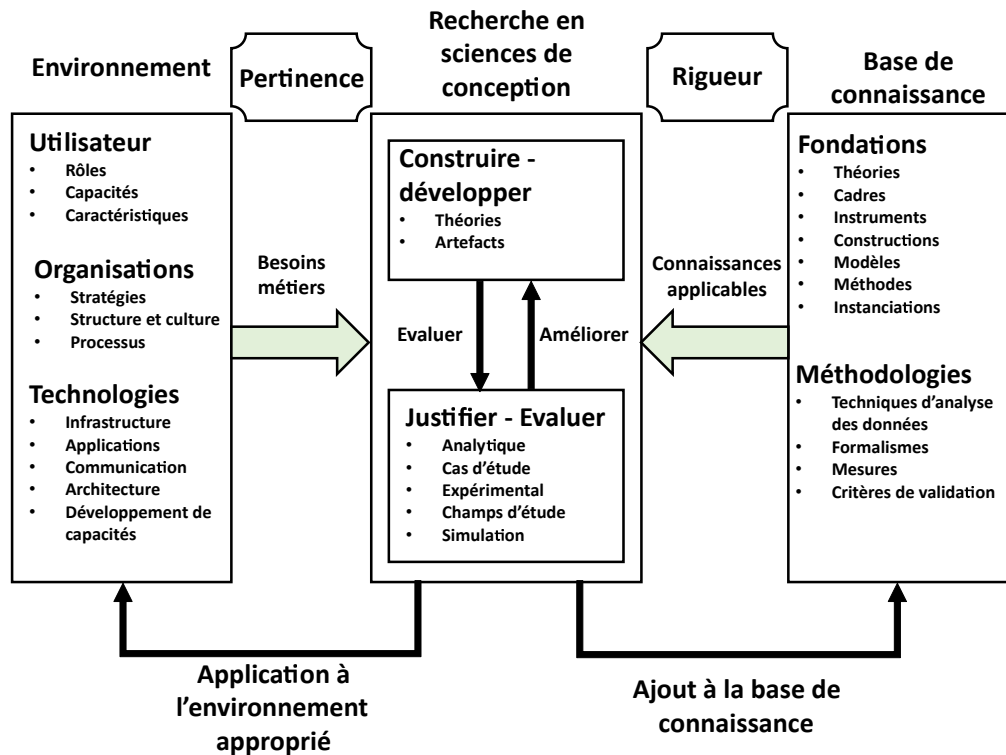 Environnement
Pertinence
Recherche en
sciences de
conception
Rigueur
Base de
connaissance
Utilisateur
• Rôles
• Capacités
• Caractéristiques
Organisations
• Stratégies
• Structure et culture
• Processus
Technologies
• Infrastructure
• Applications
• Communication
• Architecture
• Développement de
capacités
Besoins
métiers
Construire -
développer
• Théories
• Artefacts
Evaluer
Améliorer
Justifier - Evaluer
• Analytique
• Cas d'étude
• Expérimental
• Champs d'étude
• Simulation
Connaissances
applicables
Fondations
• Théories
• Cadres
• Instruments
• Constructions
• Modèles
• Méthodes
• Instanciations
Méthodologies
• Techniques d'analyse
des données
• Formalismes
• Mesures
• Critères de validation
Application à
l'environnement
approprié
Ajout à la base de
connaissance